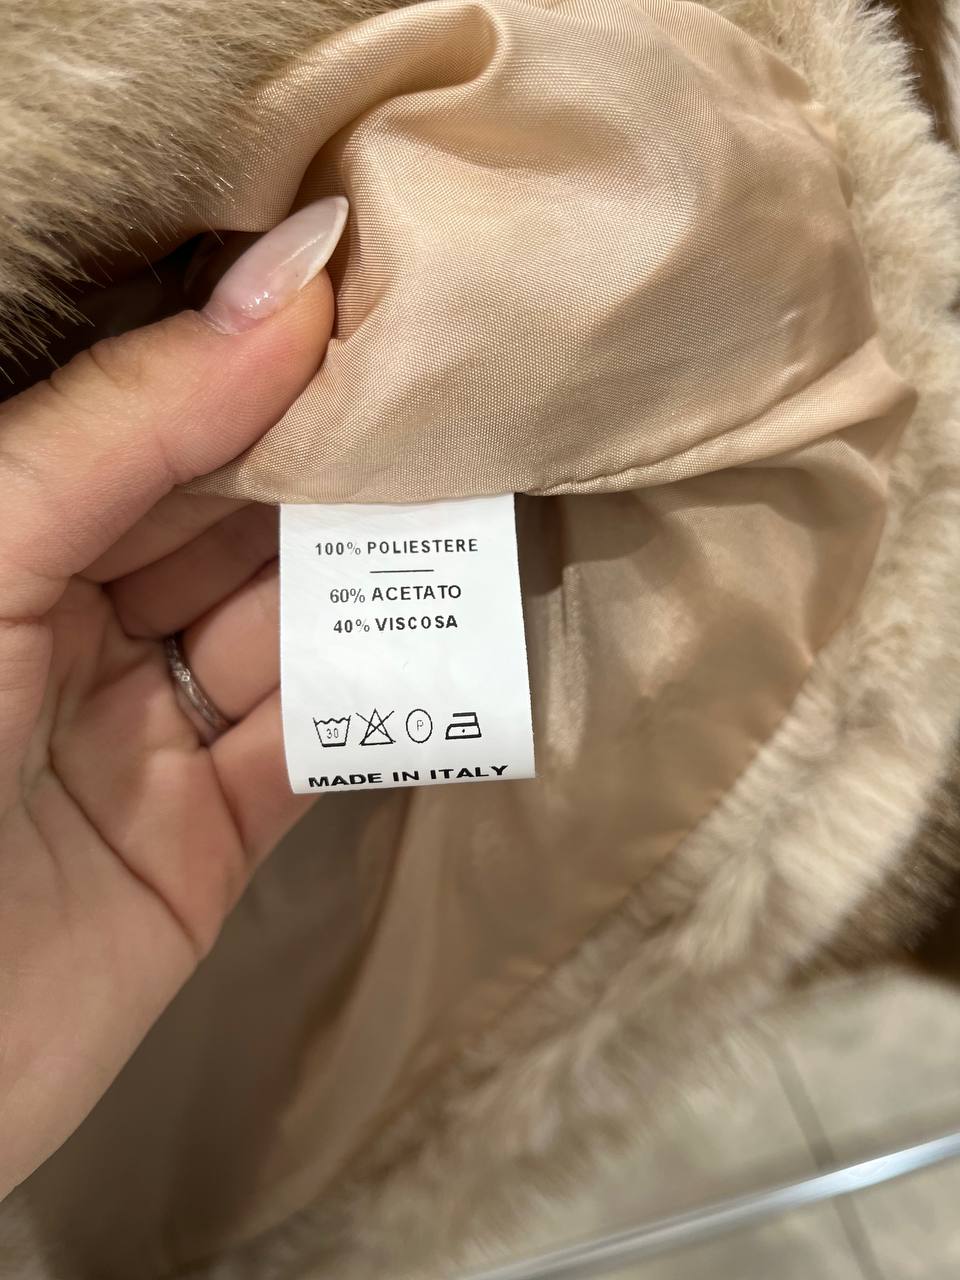 100% POLIESTERE
60% ACETATO
40% VISCOSA
30 P
MADE IN ITALY